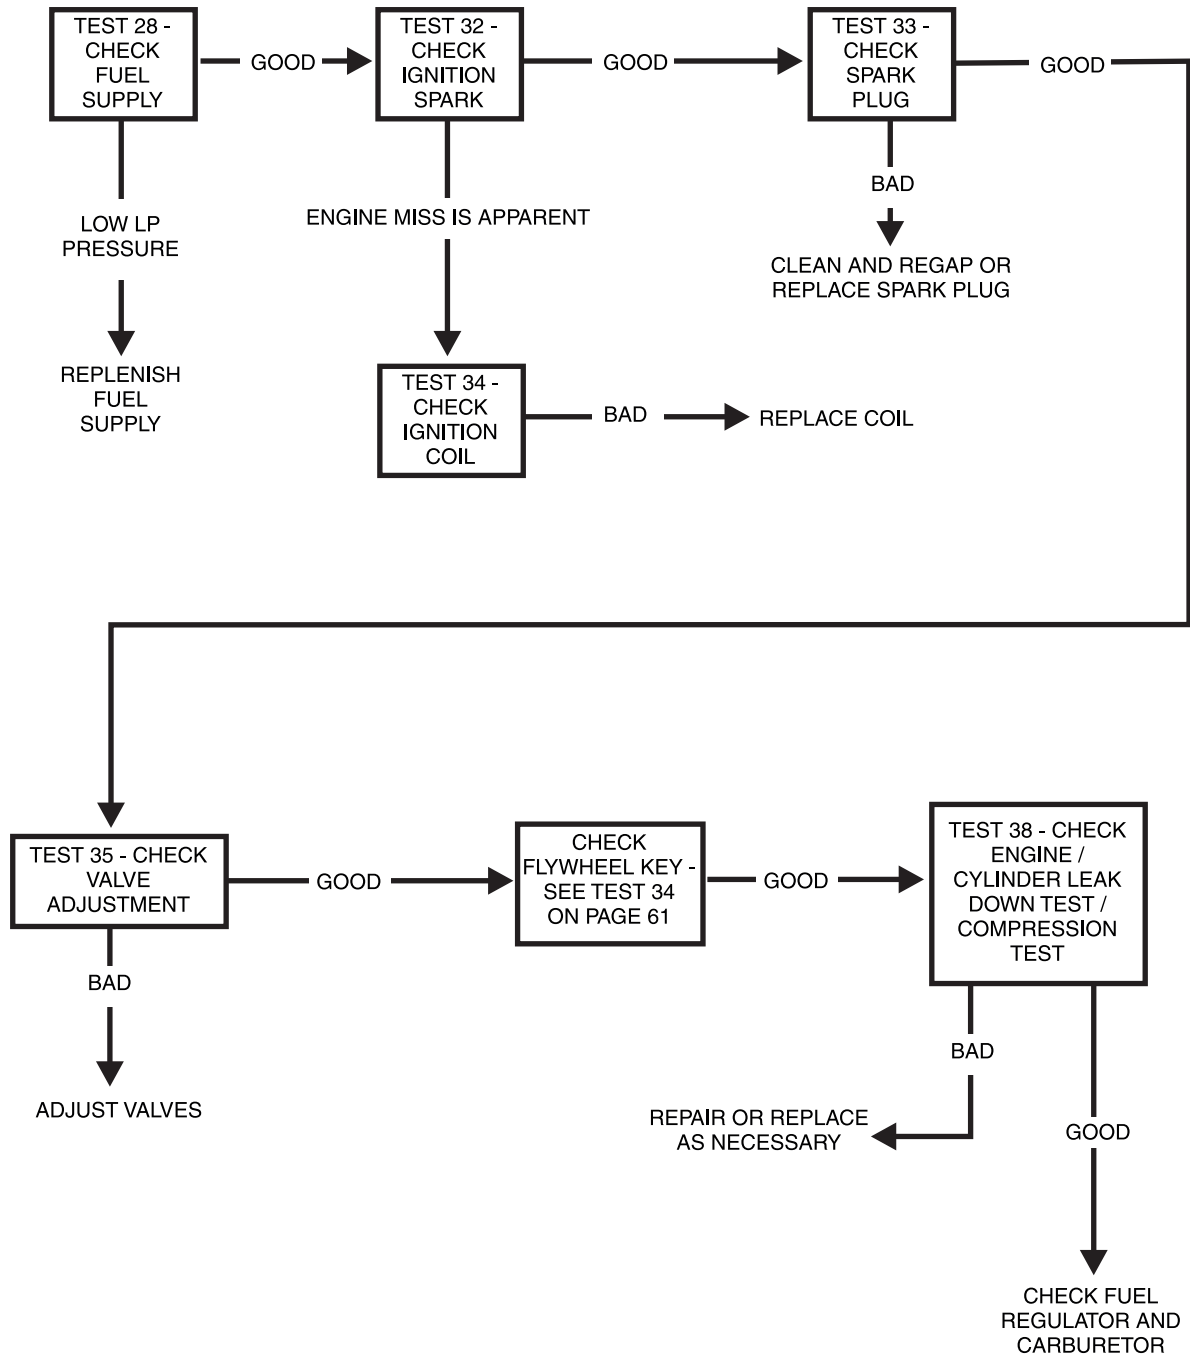 TEST 28 -
CHECK
FUEL
SUPPLY
GOOD
TEST 32 -
CHECK
IGNITION
SPARK
GOOD
TEST 33 -
CHECK
SPARK
PLUG
GOOD
LOW LP
PRESSURE
REPLENISH
FUEL
SUPPLY
ENGINE MISS IS APPARENT
BAD
CLEAN AND REGAP OR
REPLACE SPARK PLUG
TEST 34 -
CHECK
IGNITION
COIL
BAD
REPLACE COIL
TEST 35 - CHECK
VALVE
ADJUSTMENT
GOOD
CHECK
FLYWHEEL KEY -
SEE TEST 34
ON PAGE 61
GOOD
TEST 38 - CHECK
ENGINE /
CYLINDER LEAK
DOWN TEST /
COMPRESSION
TEST
BAD
ADJUST VALVES
BAD
REPAIR OR REPLACE
AS NECESSARY
GOOD
CHECK FUEL
REGULATOR AND
CARBURETOR